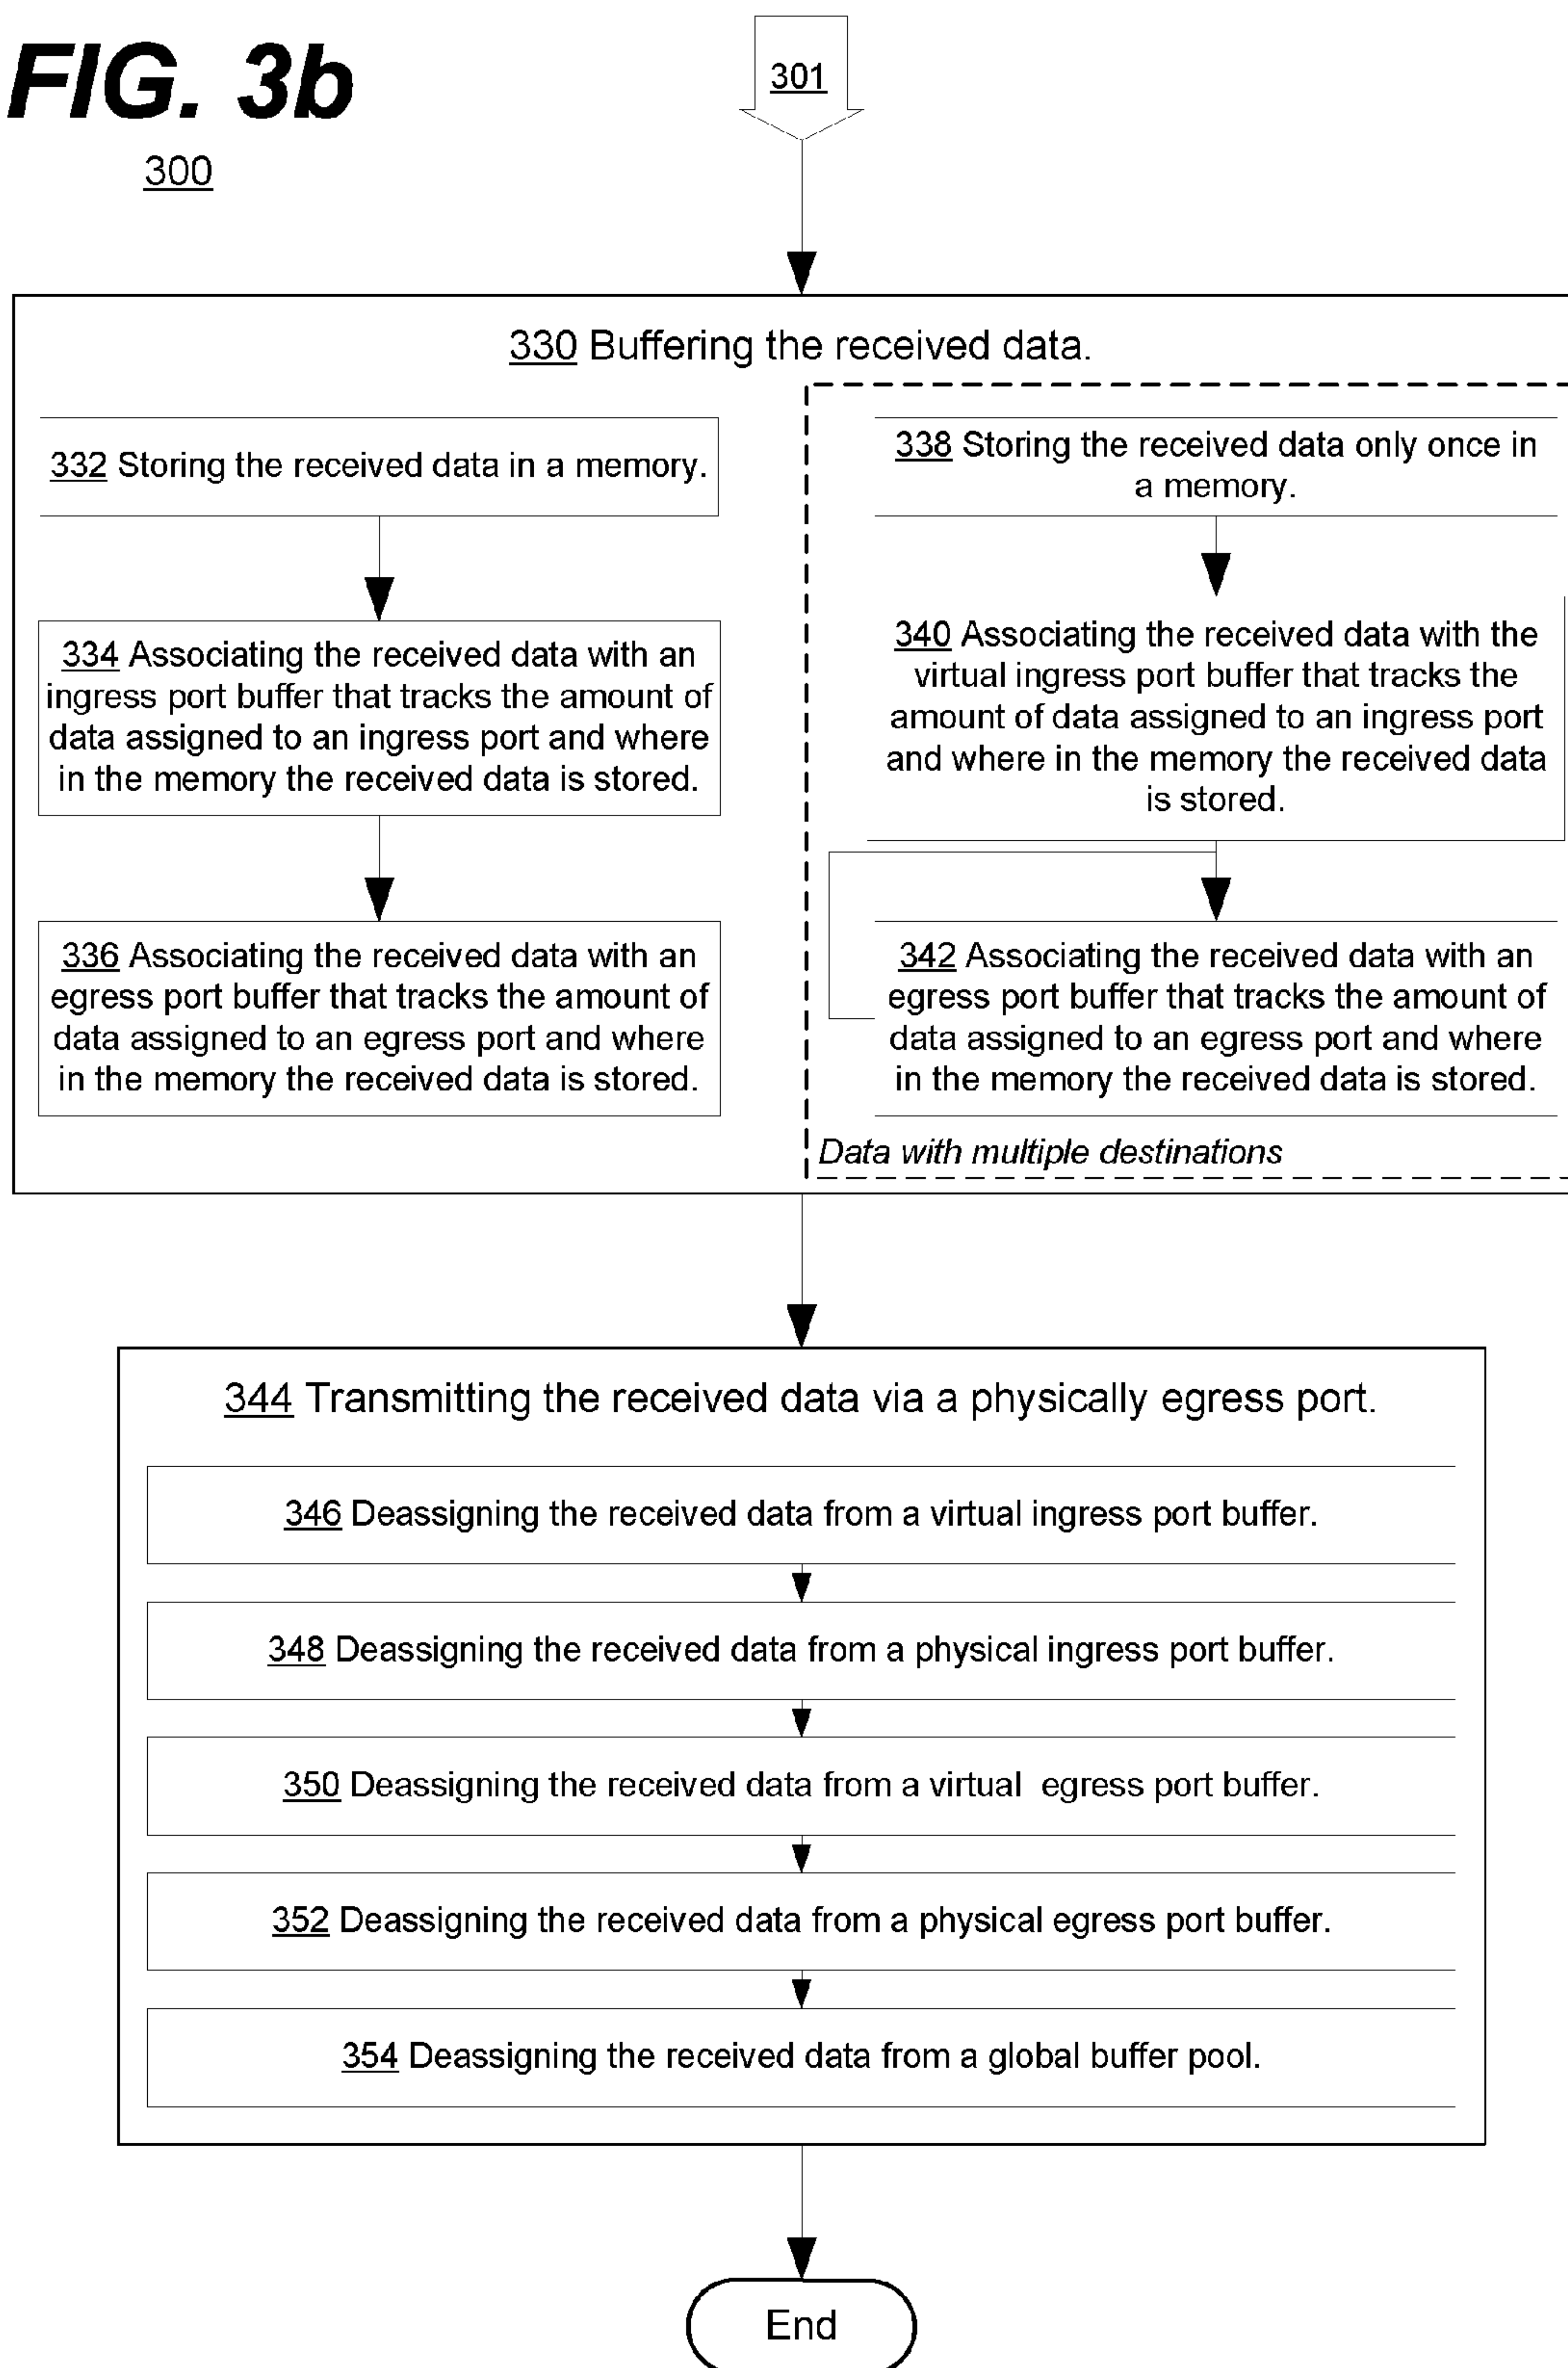 FIG. 3b
300
301
330 Buffering the received data.
332 Storing the received data in a memory.
334 Associating the received data with an
ingress port buffer that tracks the amount of
data assigned to an ingress port and where
in the memory the received data is stored.
336 Associating the received data with an
egress port buffer that tracks the amount of
data assigned to an egress port and where
in the memory the received data is stored.
338 Storing the received data only once in
a memory.
340 Associating the received data with the
virtual ingress port buffer that tracks the
amount of data assigned to an ingress port
and where in the memory the received data
is stored.
342 Associating the received data with an
egress port buffer that tracks the amount of
data assigned to an egress port and where
in the memory the received data is stored.
Data with multiple destinations
344 Transmitting the received data via a physically egress port.
346 Deassigning the received data from a virtual ingress port buffer.
348 Deassigning the received data from a physical ingress port buffer.
350 Deassigning the received data from a virtual  egress port buffer.
352 Deassigning the received data from a physical egress port buffer.
354 Deassigning the received data from a global buffer pool.
End